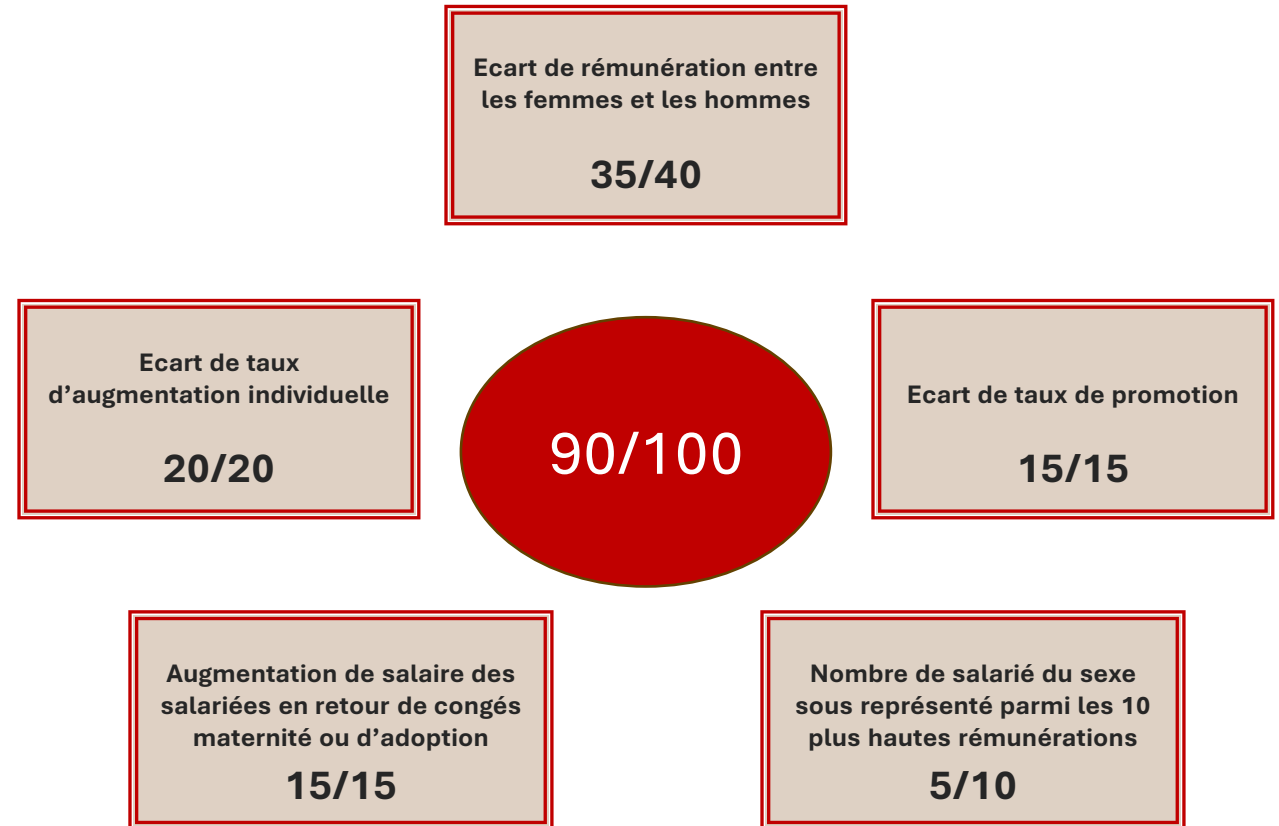 Ecart de rémunération entre
les femmes et les hommes
35/40
Ecart de taux
d’augmentation individuelle
20/20
90/100
Ecart de taux de promotion
15/15
Augmentation de salaire des
salariées en retour de congés
maternité ou d’adoption
15/15
Nombre de salarié du sexe
sous représenté parmi les 10
plus hautes rémunérations
5/10